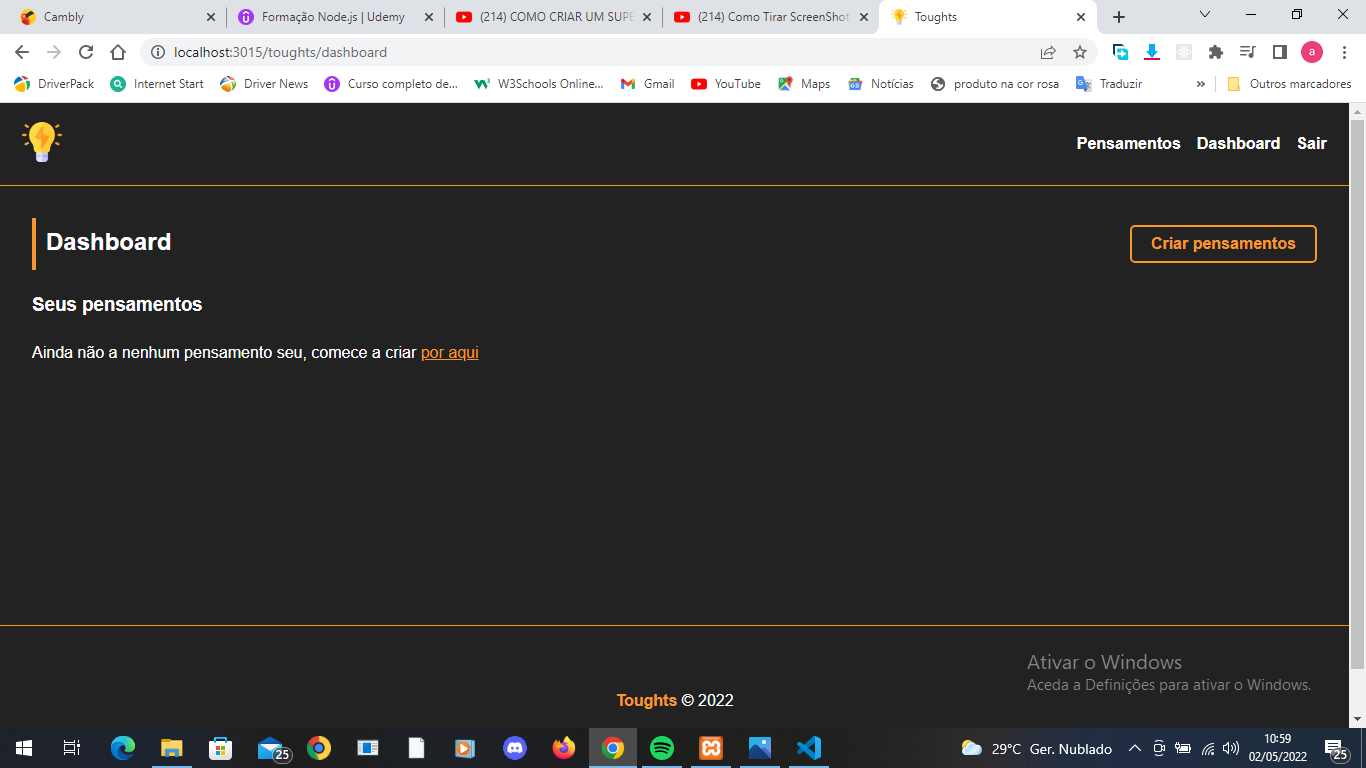 Cambly
Formação Node.js | Udemy
(214) COMO CRIAR UM SUPE
(214) Como Tirar ScreenShot
Toughts
localhost:3015/toughts/dashboard
a
DriverPack
Internet Start
Driver News
Curso completo de...
W3Schools Online...
Gmail
YouTube
Maps
Notícias
produto na cor rosa
Traduzir
»
Outros marcadores
Pensamentos Dashboard Sair
Dashboard
Criar pensamentos
Seus pensamentos
Ainda não a nenhum pensamento seu, comece a criar por aqui
Ativar o Windows
Aceda a Definições para ativar o Windows.
Toughts © 2022
25
29°C Ger. Nublado
10:59
02/05/2022
25